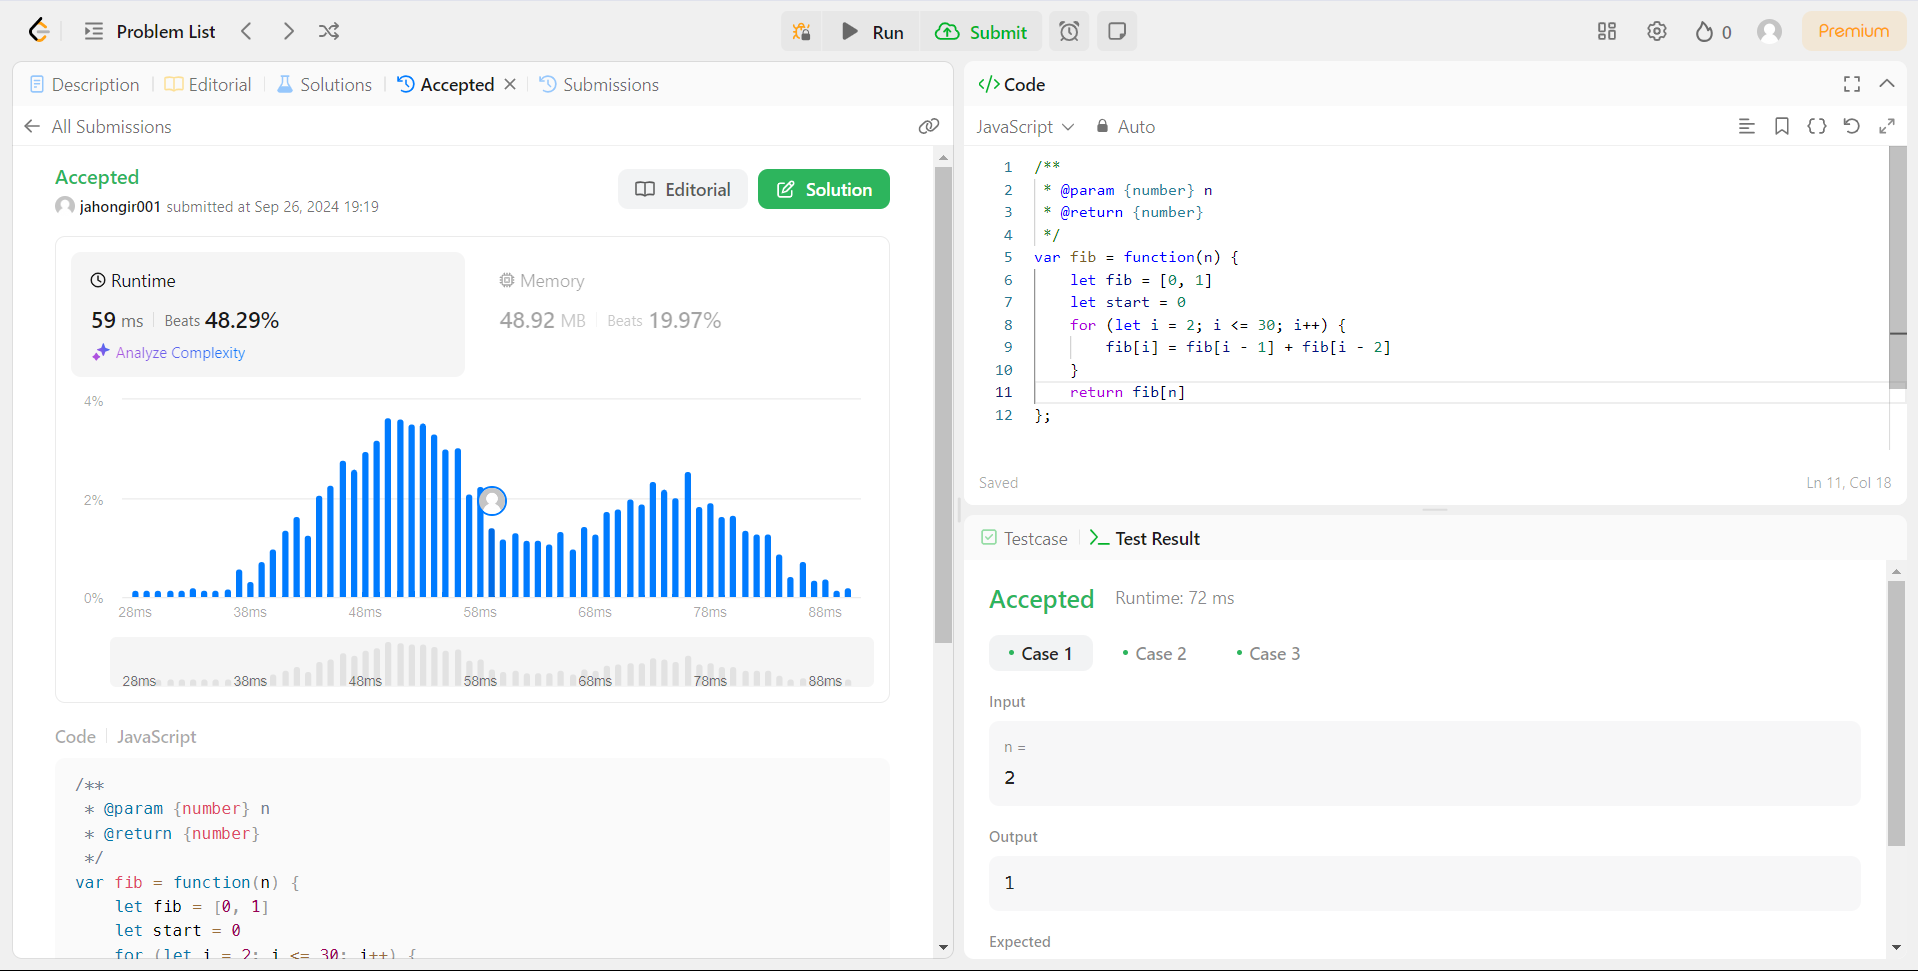 Problem List
Run
Submit
0
Premium
Description
Editorial
Solutions
Accepted
Submissions
All Submissions
Accepted
jahongir001 submitted at Sep 26, 2024 19:19
Editorial
Solution
Runtime
59 ms
Beats 48.29%
Analyze Complexity
Memory
48.92 MB
Beats 19.97%
4%
2%
0%
28ms 38ms 48ms 58ms 68ms 78ms 88ms
28ms 38ms 48ms 58ms 68ms 78ms 88ms
Code
JavaScript
/**
* @param {number} n
* @return {number}
*/
var fib = function(n) {
let fib = [0, 1]
let start = 0
for (let i = 2; i <= 30; i++) {
</> Code
JavaScript
Auto
1 /**
2 * @param {number} n
3 * @return {number}
4 */
5 var fib = function(n) {
6 let fib = [0, 1]
7 let start = 0
8 for (let i = 2; i <= 30; i++) {
9 fib[i] = fib[i - 1] + fib[i - 2]
10 }
11 return fib[n]
12 };
Saved
Ln 11, Col 18
Testcase
Test Result
Accepted
Runtime: 72 ms
Case 1
Case 2
Case 3
Input
n =
2
Output
1
Expected